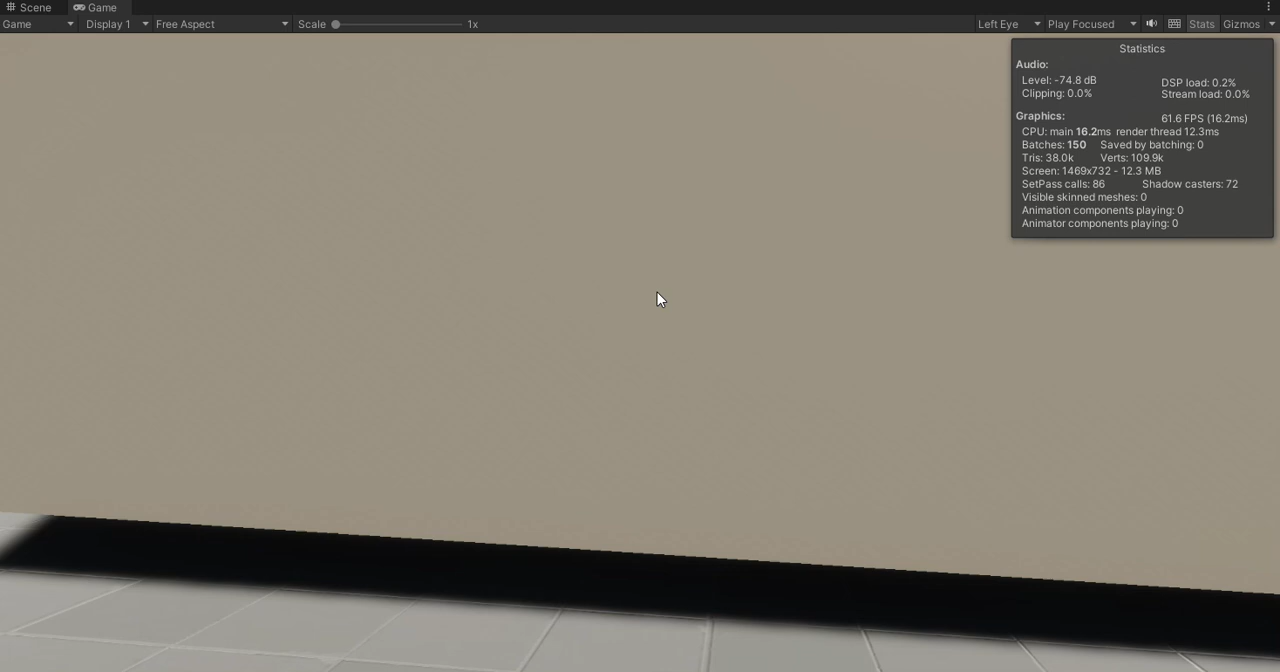 Scene Game
Game Display 1 Free Aspect Scale 1x Left Eye Play Focused Stats Gizmos
Statistics
Audio:
Level: -74.8 dB DSP load: 0.2%
Clipping: 0.0% Stream load: 0.0%
Graphics: 61.6 FPS (16.2ms)
CPU: main 16.2ms render thread 12.3ms
Batches: 150 Saved by batching: 0
Tris: 38.0k Verts: 109.9k
Screen: 1469x732 - 12.3 MB
SetPass calls: 86 Shadow casters: 72
Visible skinned meshes: 0
Animation components playing: 0
Animator components playing: 0